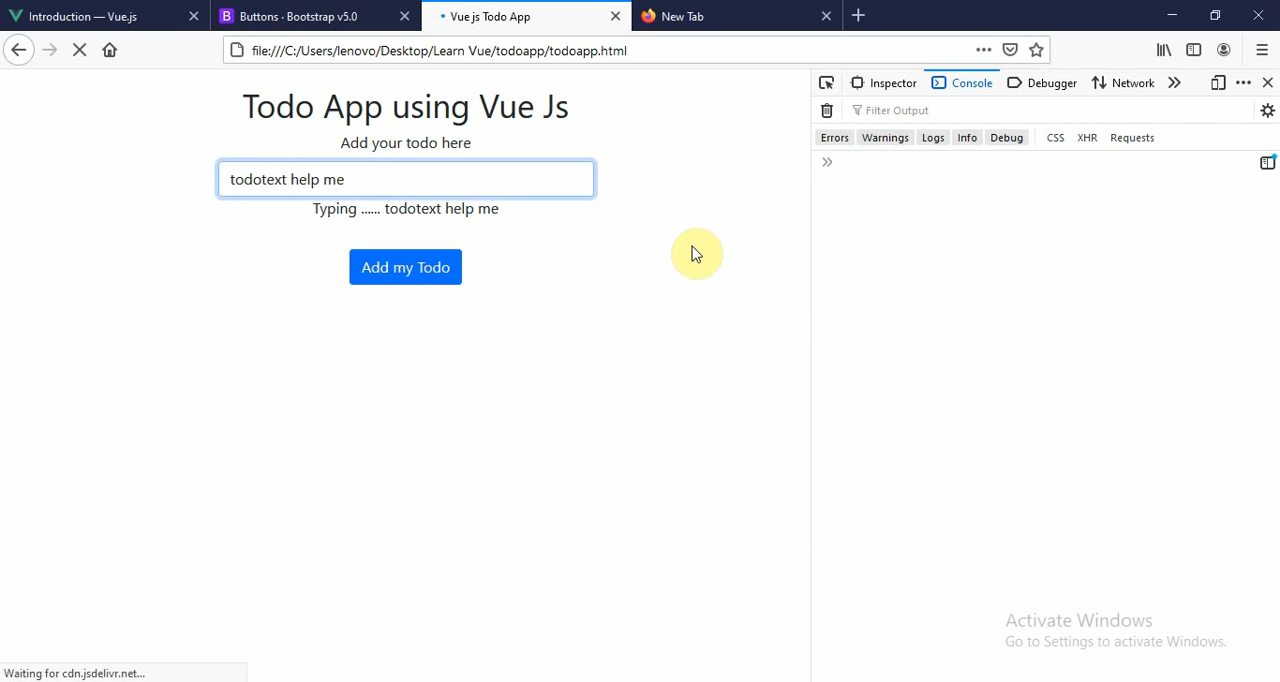 Introduction — Vue.js
Buttons · Bootstrap v5.0
Vue js Todo App
New Tab
file:///C:/Users/lenovo/Desktop/Learn Vue/todoapp/todoapp.html
Inspector
Console
Debugger
Network
Filter Output
Errors
Warnings
Logs
Info
Debug
CSS
XHR
Requests
Todo App using Vue Js
Add your todo here
todotext help me
Typing ...... todotext help me
Add my Todo
Activate Windows
Go to Settings to activate Windows.
Waiting for cdn.jsdelivr.net...